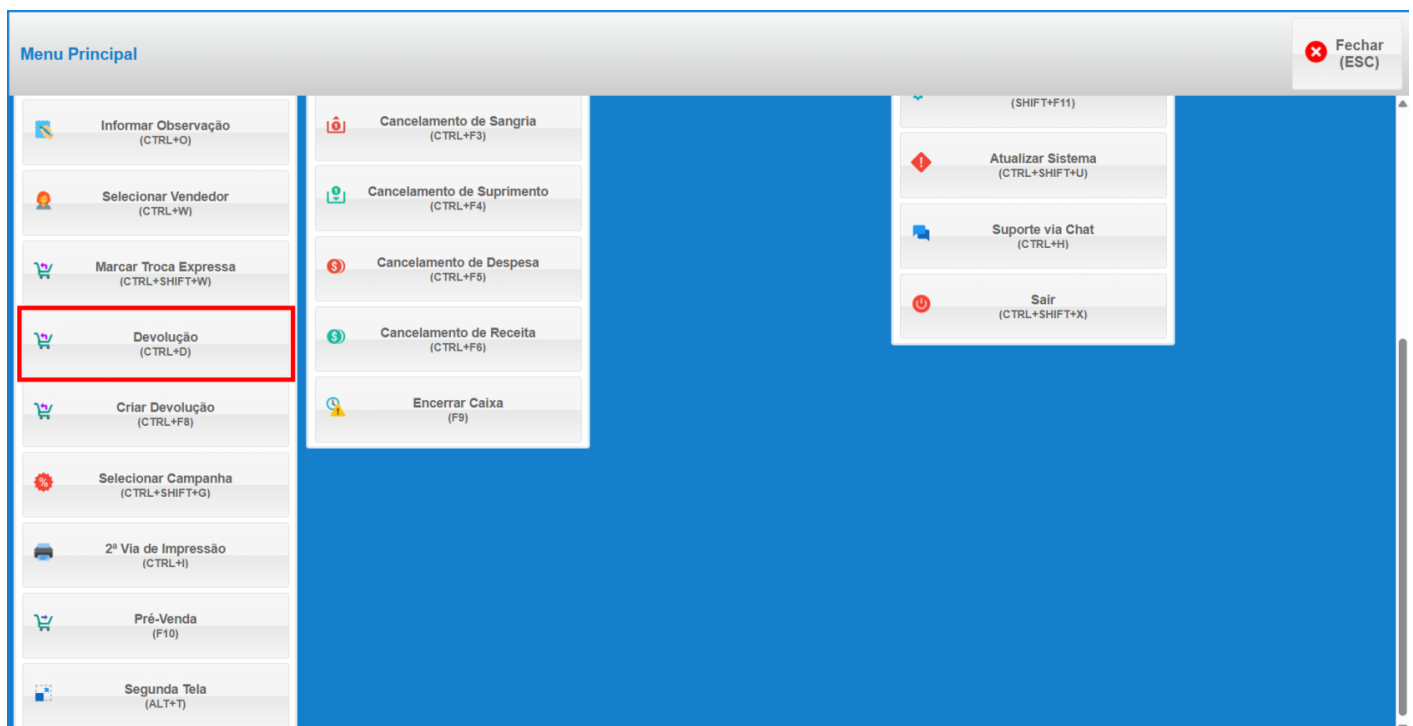 Menu Principal
Fechar
(ESC)
Informar Observação
(CTRL+O)
Selecionar Vendedor
(CTRL+W)
Marcar Troca Expressa
(CTRL+SHIFT+W)
Devolução
(CTRL+D)
Criar Devolução
(CTRL+F8)
Selecionar Campanha
(CTRL+SHIFT+G)
2ª Via de Impressão
(CTRL+I)
Pré-Venda
(F10)
Segunda Tela
(ALT+T)
Cancelamento de Sangria
(CTRL+F3)
Cancelamento de Suprimento
(CTRL+F4)
Cancelamento de Despesa
(CTRL+F5)
Cancelamento de Receita
(CTRL+F6)
Encerrar Caixa
(F9)
(SHIFT+F11)
Atualizar Sistema
(CTRL+SHIFT+U)
Suporte via Chat
(CTRL+H)
Sair
(CTRL+SHIFT+X)